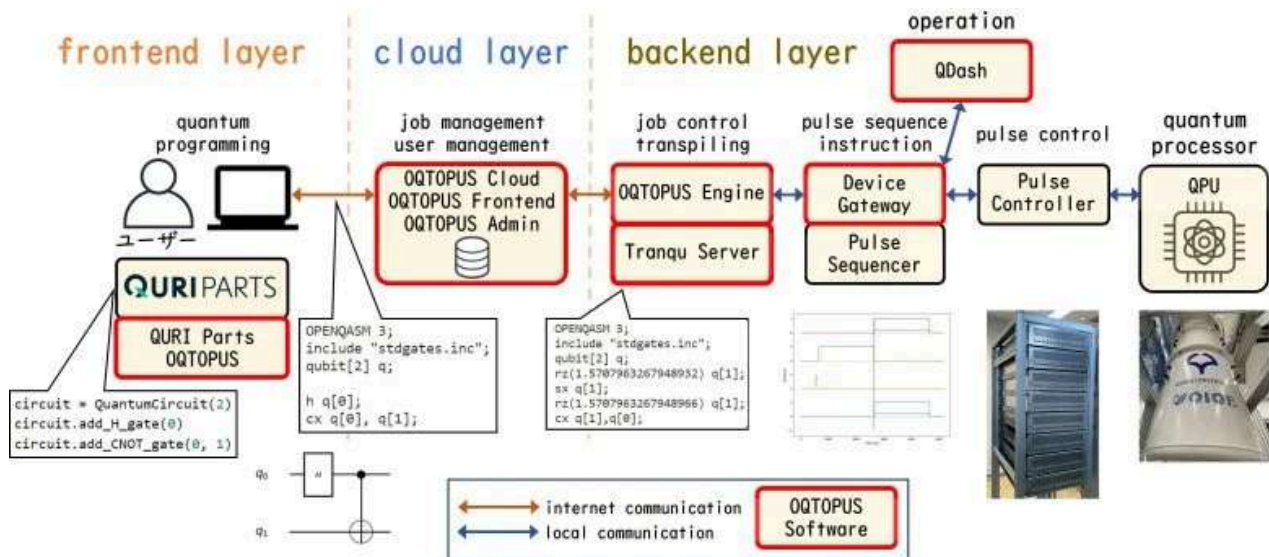 frontend layer
cloud layer
backend layer
operation
QDash
quantum
programming
job management
user management
job control
transpiling
pulse sequence
instruction
pulse control
quantum
processor
ユーザー
OQTOPUS Cloud
OQTOPUS Frontend
OQTOPUS Admin
OQTOPUS Engine
Tranqu Server
Device
Gateway
Pulse
Sequencer
Pulse
Controller
QPU
QURI PARTS
QURI Parts
OQTOPUS
circuit = QuantumCircuit(2)
circuit.add_H_gate(0)
circuit.add_CNOT_gate(0, 1)
OPENQASM 3;
include "stdgates.inc";
qubit[2] q;
h q[0];
cx q[0], q[1];
OPENQASM 3;
include "stdgates.inc";
qubit[2] q;
rz(1.5707963267948932) q[1];
sx q[1];
rz(1.5707963267948966) q[1];
cx q[1],q[0];
q₀
H
q₁
internet communication
local communication
OQTOPUS
Software